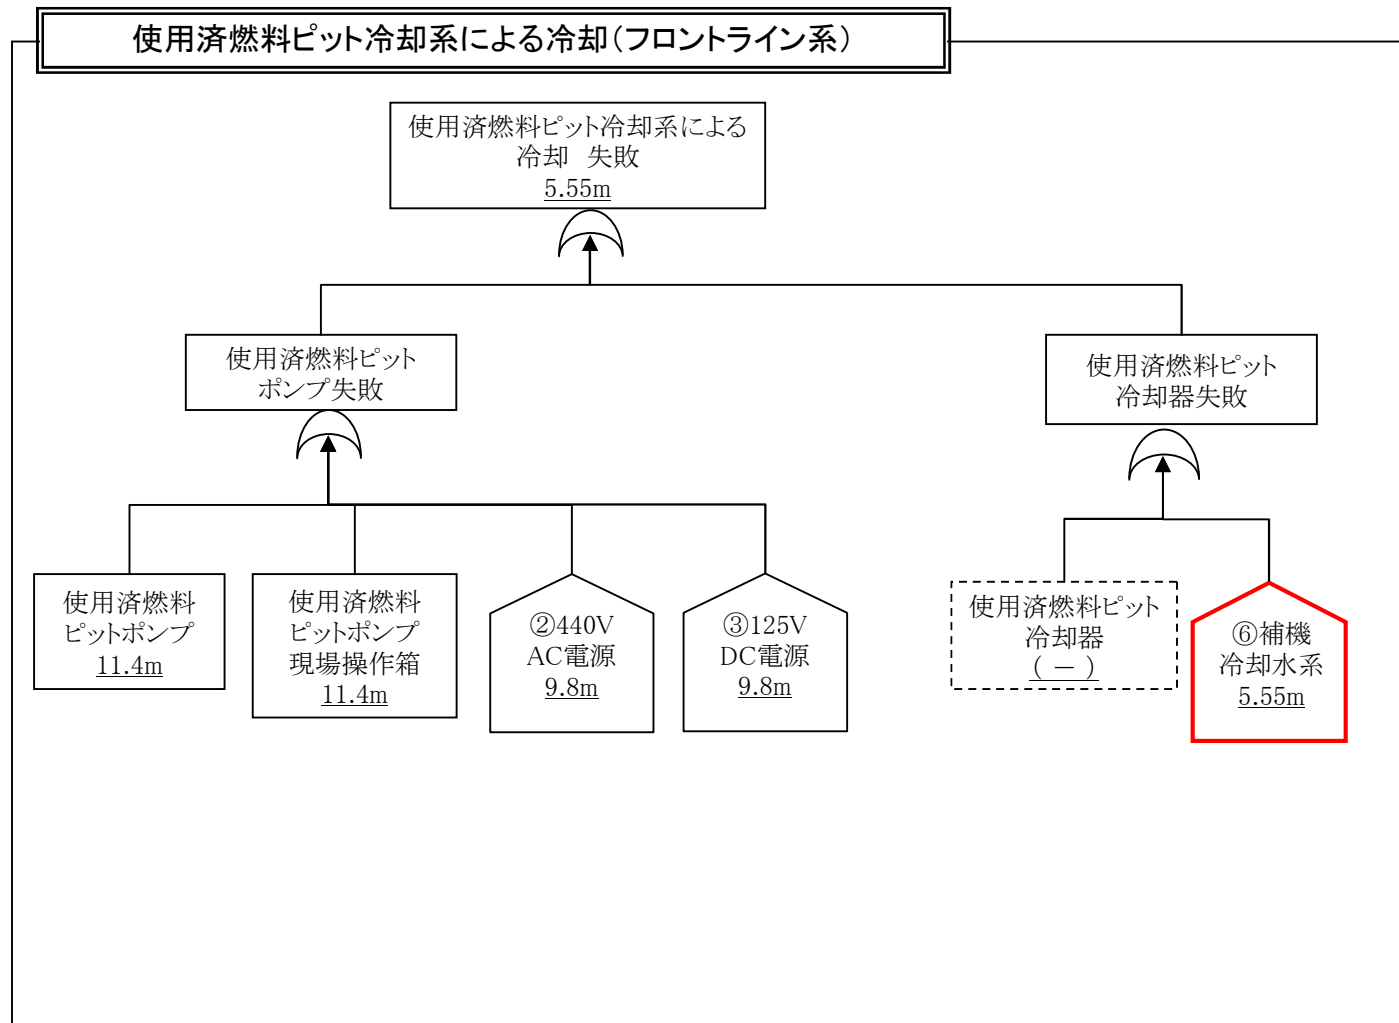 使用済燃料ピット冷却系による冷却(フロントライン系)
使用済燃料ピット冷却系による
冷却　失敗
5.55m
使用済燃料ピット
ポンプ失敗
使用済燃料ピット
冷却器失敗
使用済燃料
ピットポンプ
11.4m
使用済燃料
ピットポンプ
現場操作箱
11.4m
②440V
AC電源
9.8m
③125V
DC電源
9.8m
使用済燃料ピット
冷却器
(－)
⑥補機
冷却水系
5.55m